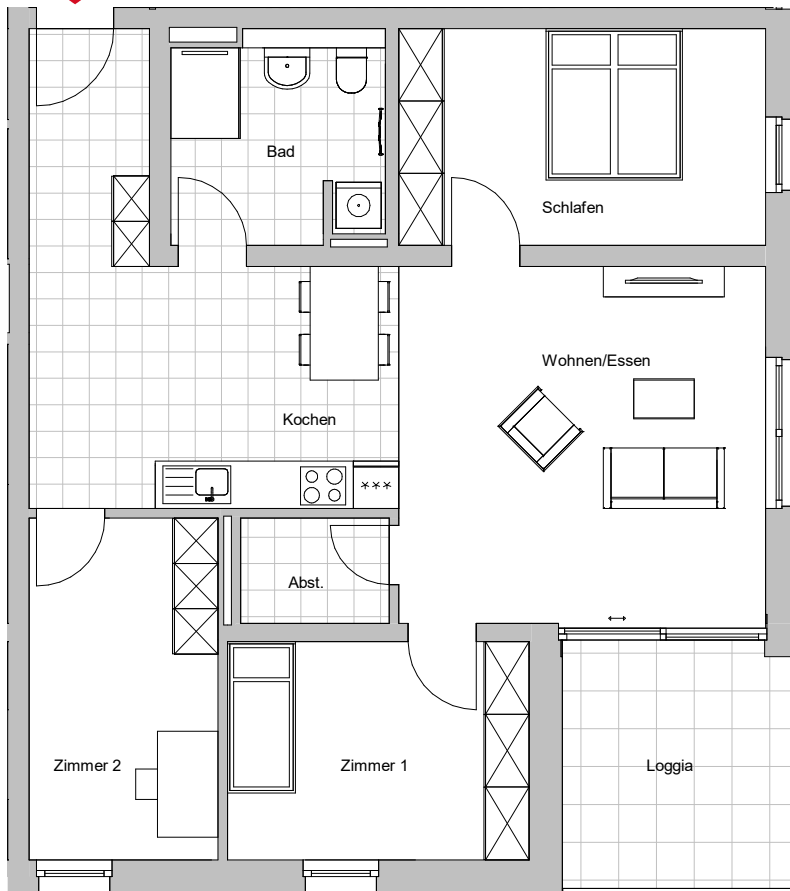 Bad
Schlafen
Wohnen/Essen
Kochen
***
Abst.
Zimmer 2
Zimmer 1
Loggia